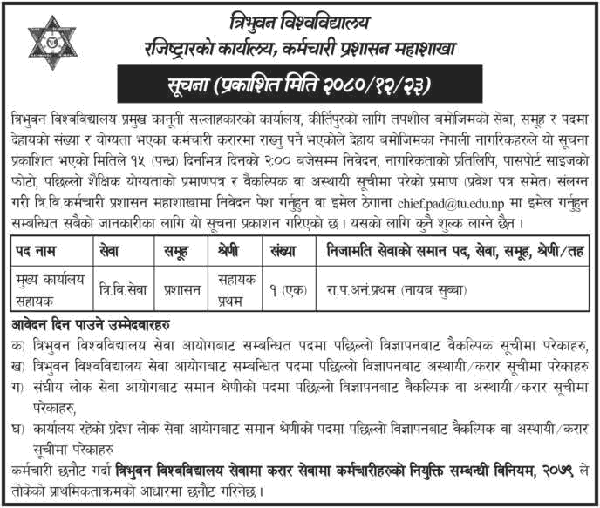 त्रिभुवन विश्वविद्यालय
रजिष्ट्रारको कार्यालय, कर्मचारी प्रशासन महाशाखा
सूचना (प्रकाशित मिति २०८०/१२/२३)
त्रिभुवन विश्वविद्यालय प्रमुख कानूनी सल्लाहकारको कार्यालय, कीर्तिपुरको लागि तपशील बमोजिमको सेवा, समूह र पदमा
देहायको संख्या र योग्यता भएका कर्मचारी करारमा राख्नु पर्ने भएकोले देहाय बमोजिमका नेपाली नागरिकहरूले यो सूचना
प्रकाशित भएको मितिले १५ (पन्ध्र) दिनभित्र दिनको २:०० बजेसम्म निवेदन, नागरिकताको प्रतिलिपि, पासपोर्ट साइजको
फोटो, पछिल्लो शैक्षिक योग्यताको प्रमाणपत्र र वैकल्पिक वा अस्थायी सूचीमा परेको प्रमाण (प्रवेश पत्र समेत) संलग्न
गरी त्रि.वि.कर्मचारी प्रशासन महाशाखामा निवेदन पेश गर्नुहुन वा इमेल ठेगाना chief.pad@tu.edu.np मा इमेल गर्नुहुन
सम्बन्धीत सबैको जानकारीका लागि यो सूचना प्रकाशन गरिएको छ । यसको लागि कुनै शुल्क लाग्ने छैन ।
पद नाम सेवा समूह श्रेणी संख्या निजामति सेवाको समान पद, सेवा, समूह, श्रेणी/तह
मुख्य कार्यालय सहायक त्रि.वि.सेवा प्रशासन सहायक प्रथम १ (एक) रा.प.अनं.प्रथम (नायब सुब्बा)
आवेदन दिन पाउने उम्मेदवारहरु
क) त्रिभुवन विश्वविद्यालय सेवा आयोगबाट सम्बन्धित पदमा पछिल्लो विज्ञापनबाट वैकल्पिक सूचीमा परेकाहरु,
ख) त्रिभुवन विश्वविद्यालय सेवा आयोगबाट सम्बन्धित पदमा पछिल्लो विज्ञापनबाट अस्थायी/करार सूचीमा परेकाहरु,
ग) संघीय लोक सेवा आयोगबाट समान श्रेणीको पदमा पछिल्लो विज्ञापनबाट वैकल्पिक वा अस्थायी/करार सूचीमा
परेकाहरु,
घ) कार्यालय रहेको प्रदेश लोक सेवा आयोगबाट समान श्रेणीको पदमा पछिल्लो विज्ञापनबाट वैकल्पिक वा अस्थायी/करार
सूचीमा परेकाहरु
कर्मचारी छनौट गर्दा त्रिभुवन विश्वविद्यालय सेवामा करार सेवामा कर्मचारीहरुको नियुक्ति सम्बन्धी विनियम, २०७९ ले
तोकेको प्राथमिकताक्रमको आधारमा छनौट गरिनेछ ।